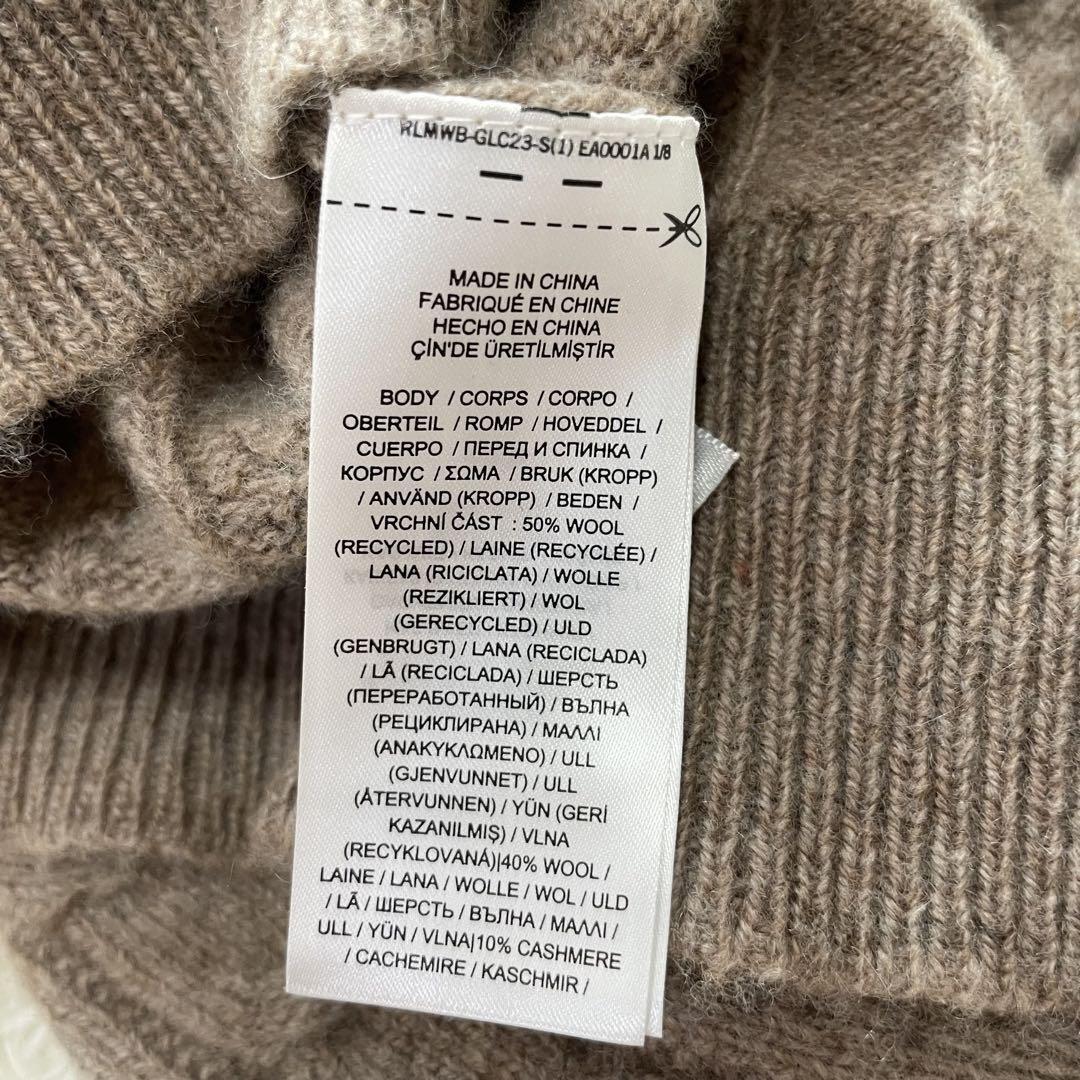 RLMWB-GLC23-S(1) EA0001A 1/8
MADE IN CHINA
FABRIQUÉ EN CHINE
HECHO EN CHINA
ÇİN'DE ÜRETİLMİŞTİR
BODY / CORPS / CORPO /
OBERTEIL / ROMP / HOVEDDEL /
CUERPO / ПЕРЕД И СПИНКА /
КОРПУС / ΣΩΜΑ / BRUK (KROPP)
/ ANVÄND (KROPP) / BEDEN /
VRCHNÍ ČÁST : 50% WOOL
(RECYCLED) / LAINE (RECYCLÉE) /
LANA (RICICLATA) / WOLLE
(REZIKLIERT) / WOL
(GERECYCLED) / ULD
(GENBRUGT) / LANA (RECICLADA)
/ LÃ (RECICLADA) / ШЕРСТЬ
(ПЕРЕРАБОТАННЫЙ) / ВЪЛНА
(РЕЦИКЛИРАНА) / ΜΑΛΛΙ
(ΑΝΑΚΥΚΛΩΜΕΝΟ) / ULL
(GJENVUNNET) / ULL
(ÅTERVUNNEN) / YÜN (GERİ
KAZANILMIŞ) / VLNA
(RECYKLOVANÁ)|40% WOOL /
LAINE / LANA / WOLLE / WOL / ULD
/ LÃ / ШЕРСТЬ / ВЪЛНА / ΜΑΛΛΙ /
ULL / YÜN / VLNA|10% CASHMERE
/ CACHEMIRE / KASCHMIR /